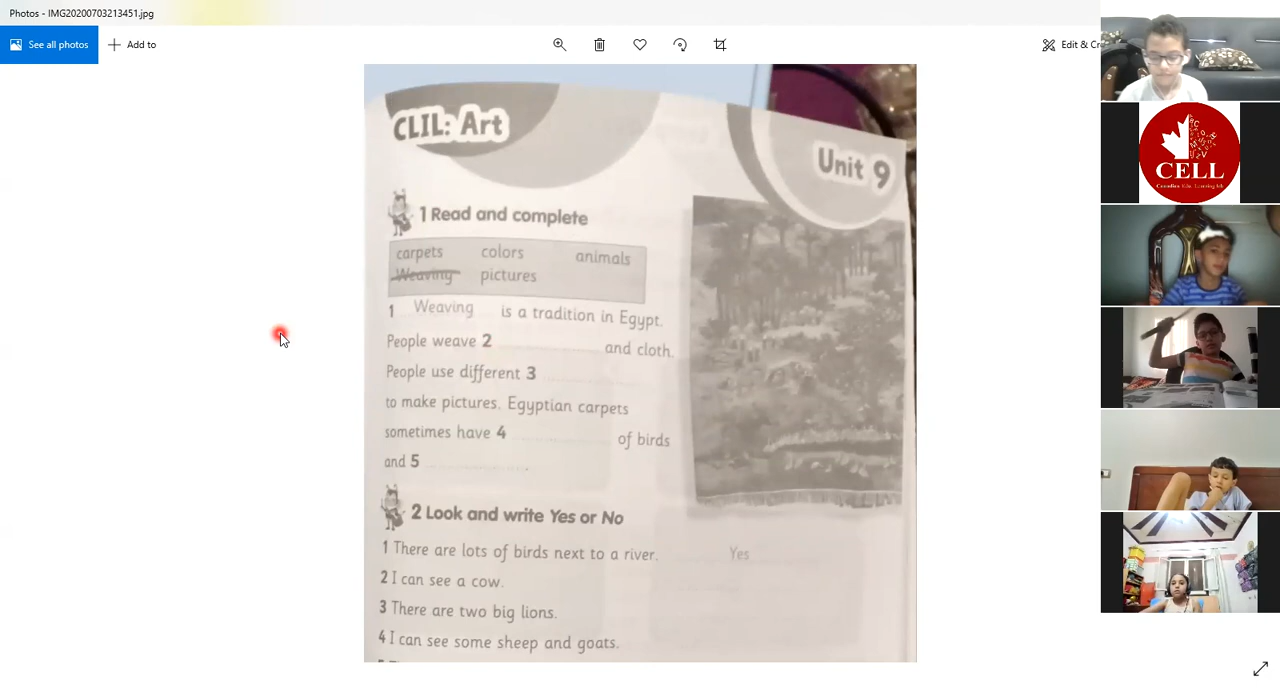 Photos - IMG20200703213451.jpg
See all photos
Add to
Edit & Cr
CLIL: Art
Unit 9
1 Read and complete
carpets colors animals
Weaving pictures
1 Weaving is a tradition in Egypt.
People weave 2 and cloth.
People use different 3
to make pictures. Egyptian carpets
sometimes have 4 of birds
and 5
2 Look and write Yes or No
1 There are lots of birds next to a river. Yes
2 I can see a cow.
3 There are two big lions.
4 I can see some sheep and goats.
CELL